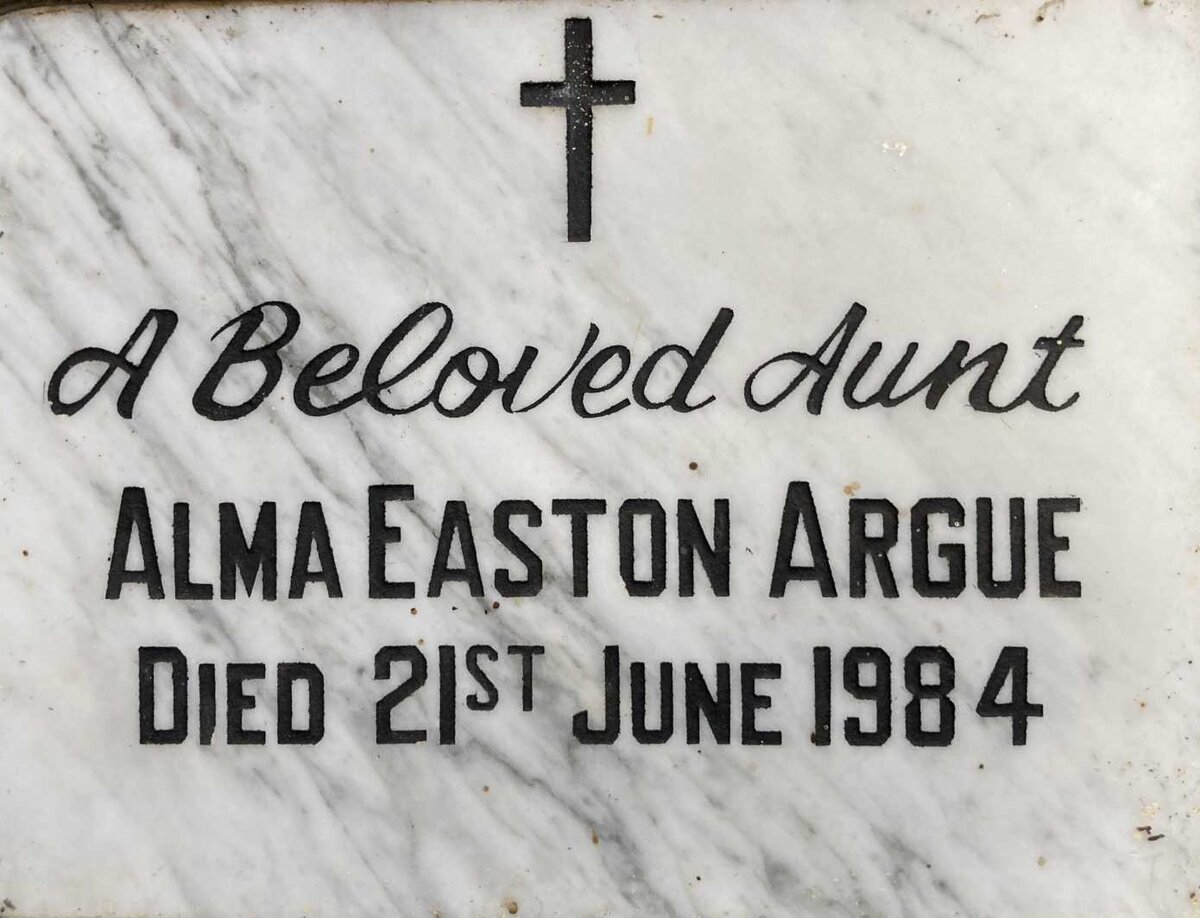 A Beloved Aunt
ALMA EASTON ARGUE
DIED 21ST JUNE 1984